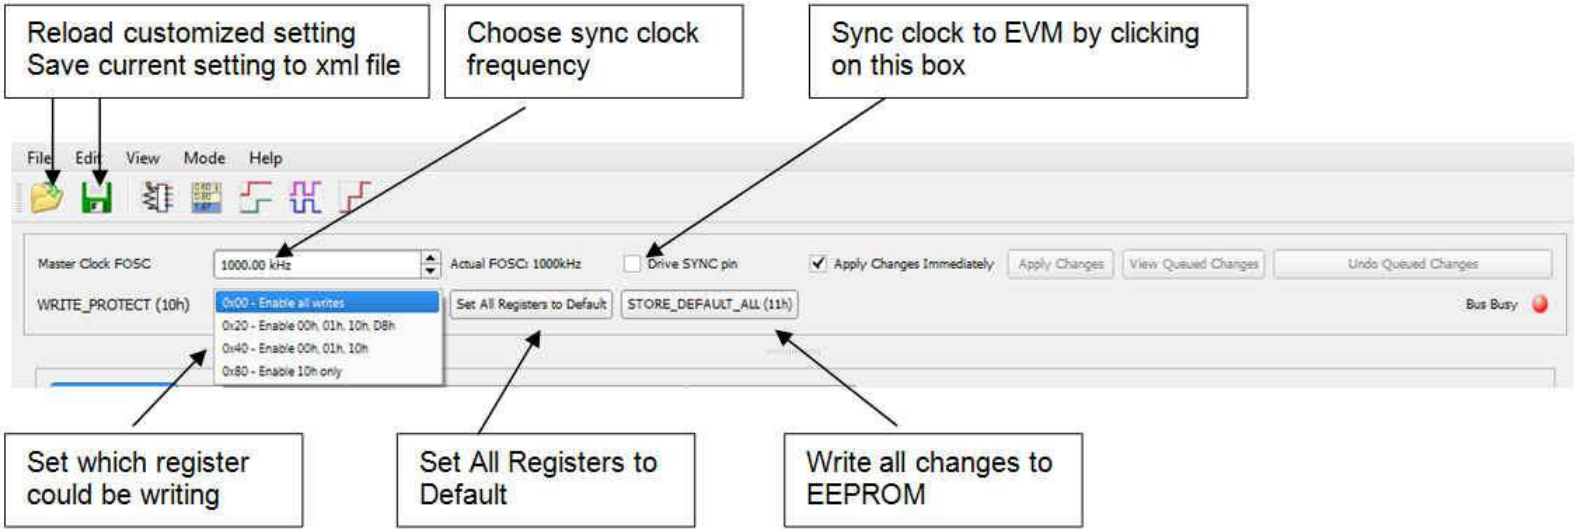 Reload customized setting
Save current setting to xml file
Choose sync clock
frequency
Sync clock to EVM by clicking
on this box
File Edit View Mode Help
Master Clock FOSC 1000.00 kHz Actual FOSC: 1000kHz Drive SYNC pin Apply Changes Immediately Apply Changes View Queued Changes Undo Queued Changes
WRITE_PROTECT (10h) 0x00 - Enable all writes Set All Registers to Default STORE_DEFAULT_ALL (11h) Bus Busy
0x20 - Enable 00h, 01h, 10h, D8h
0x40 - Enable 00h, 01h, 10h
0x80 - Enable 10h only
Set which register
could be writing
Set All Registers to
Default
Write all changes to
EEPROM